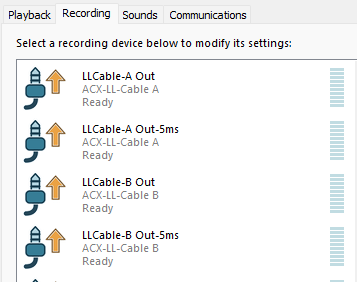 Playback Recording Sounds Communications
Select a recording device below to modify its settings:
LLCable-A Out
ACX-LL-Cable A
Ready
LLCable-A Out-5ms
ACX-LL-Cable A
Ready
LLCable-B Out
ACX-LL-Cable B
Ready
LLCable-B Out-5ms
ACX-LL-Cable B
Ready